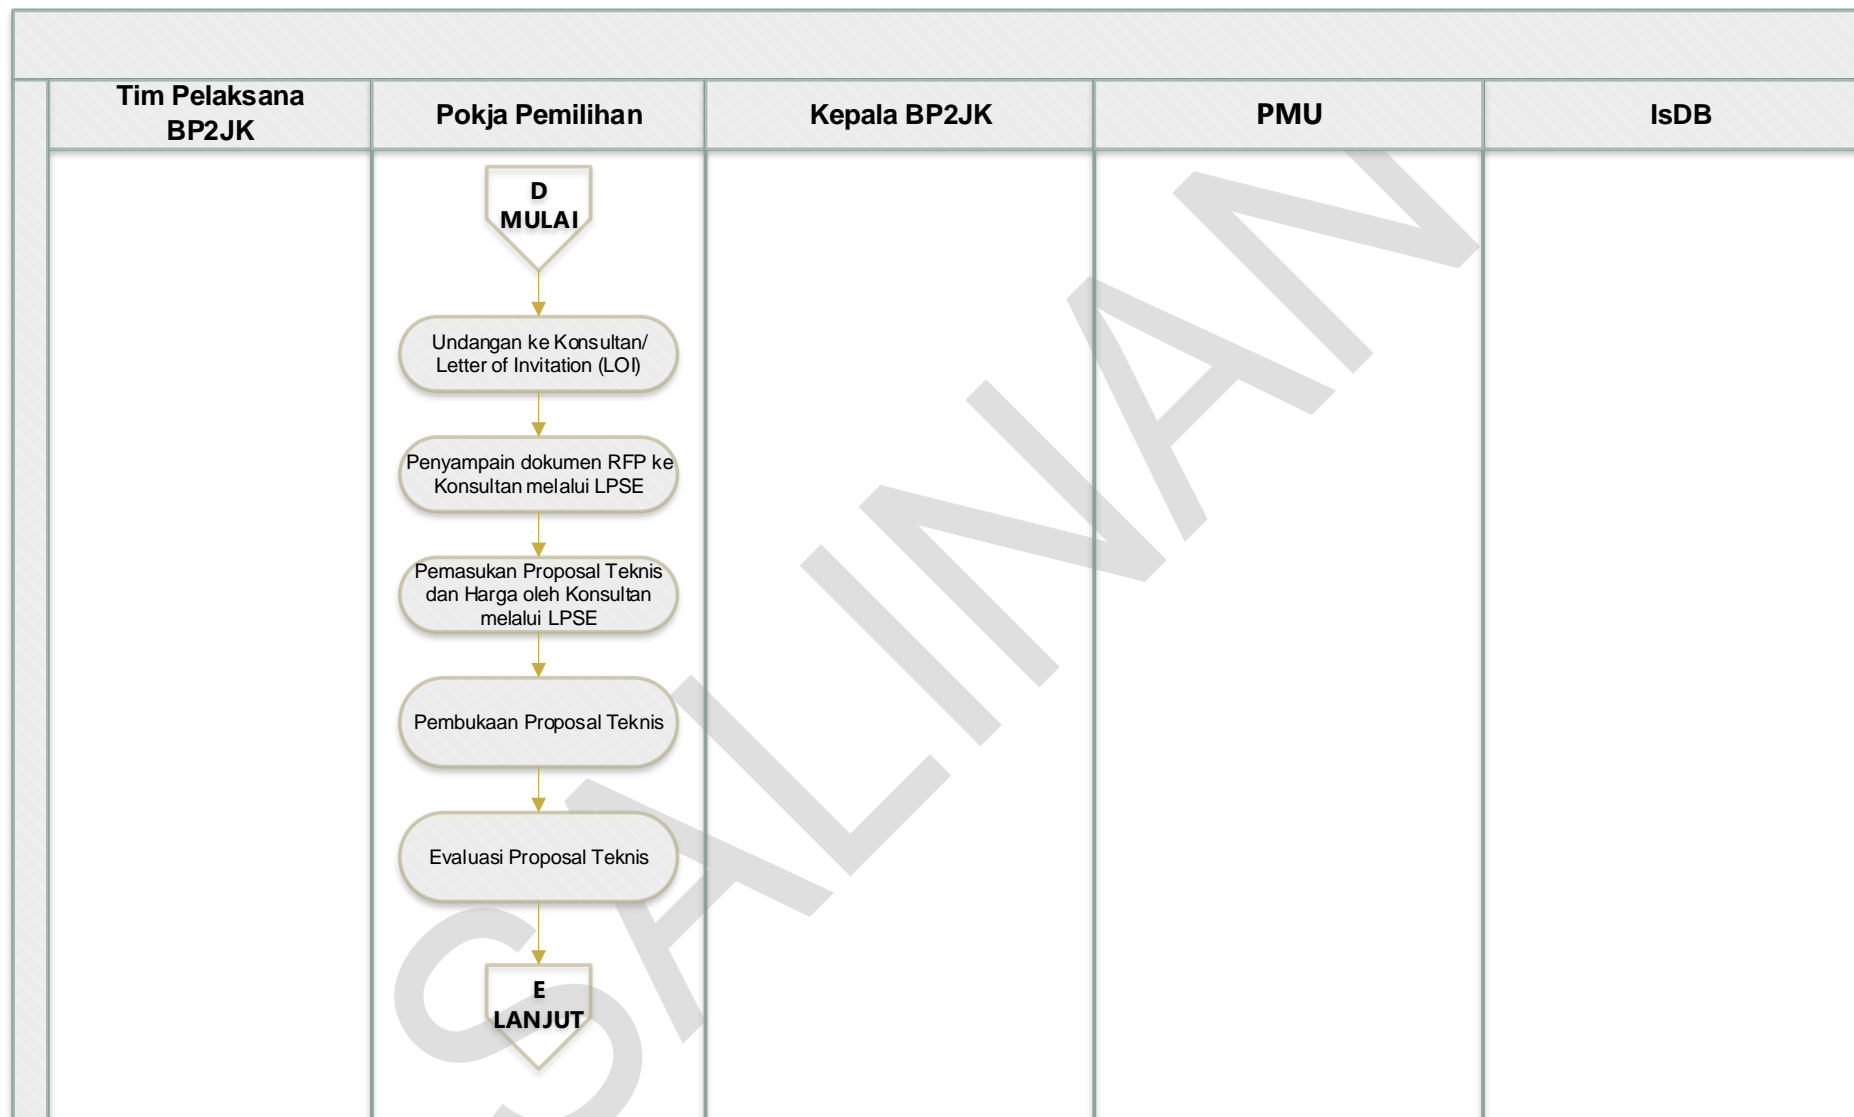 Tim Pelaksana
BP2JK
Pokja Pemilihan
Kepala BP2JK
PMU
IsDB
D
MULAI
Undangan ke Konsultan/
Letter of Invitation (LOI)
Penyampain dokumen RFP ke
Konsultan melalui LPSE
Pemasukan Proposal Teknis
dan Harga oleh Konsultan
melalui LPSE
Pembukaan Proposal Teknis
Evaluasi Proposal Teknis
E
LANJUT
SALINAN